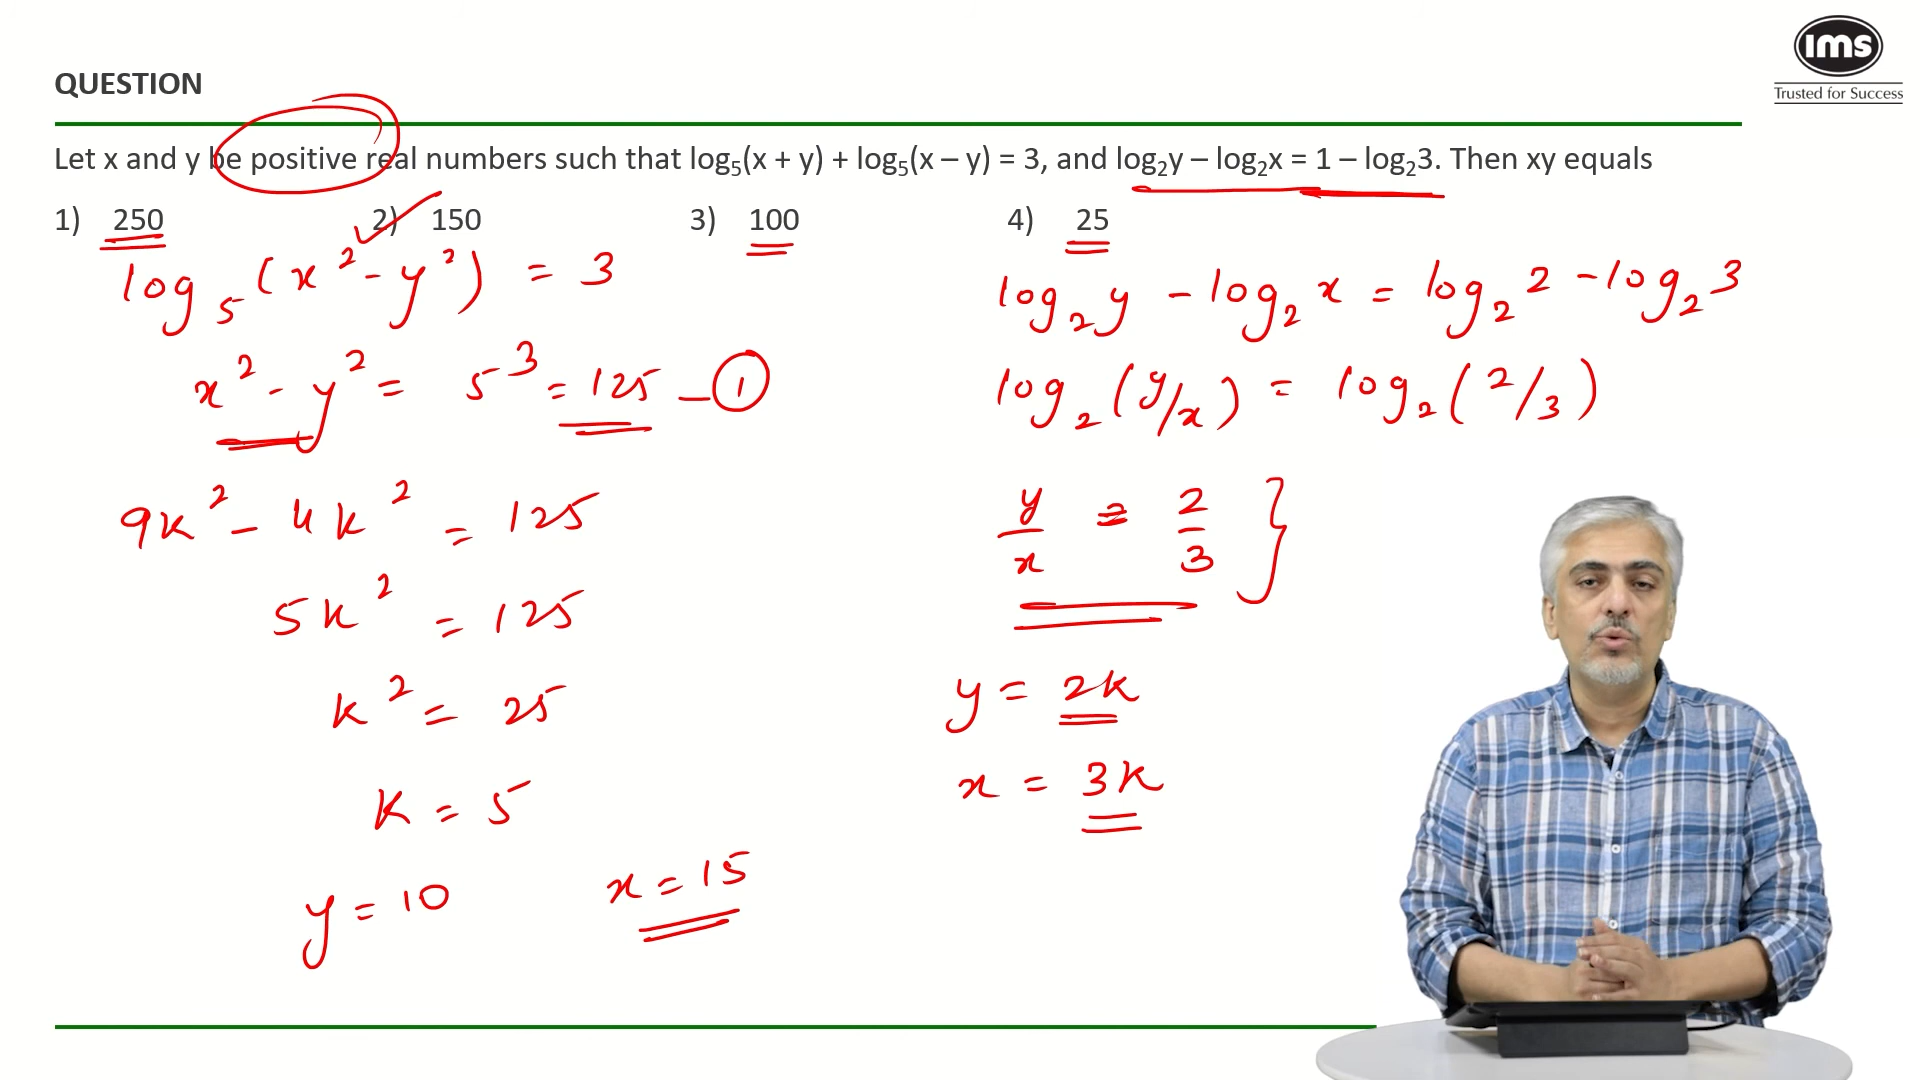 ims
Trusted for Success
QUESTION
Let x and y be positive real numbers such that log₅(x + y) + log₅(x – y) = 3, and log₂y – log₂x = 1 – log₂3. Then xy equals
1) 250 2) 150 3) 100 4) 25
log₅(x² - y²) = 3
x² - y² = 5³ = 125 — ①
9k² - 4k² = 125
5k² = 125
k² = 25
k = 5
y = 10 x = 15
log₂y - log₂x = log₂2 - log₂3
log₂(y/x) = log₂(2/3)
y/x = 2/3 }
y = 2k
x = 3k